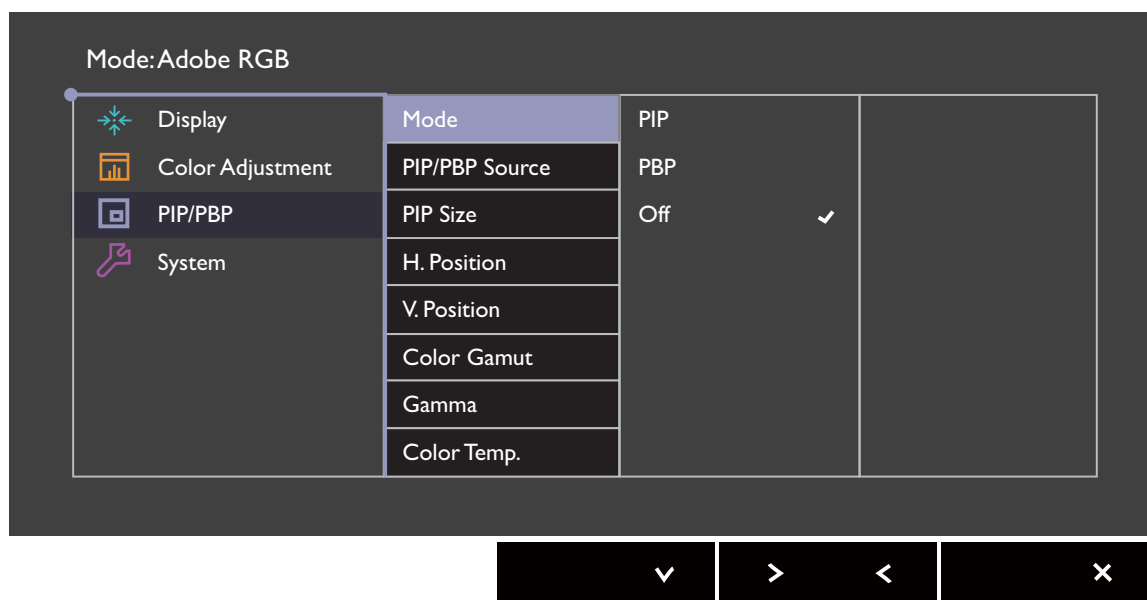 Mode: Adobe RGB
Display
Color Adjustment
PIP/PBP
System
Mode
PIP/PBP Source
PIP Size
H. Position
V. Position
Color Gamut
Gamma
Color Temp.
PIP
PBP
Off